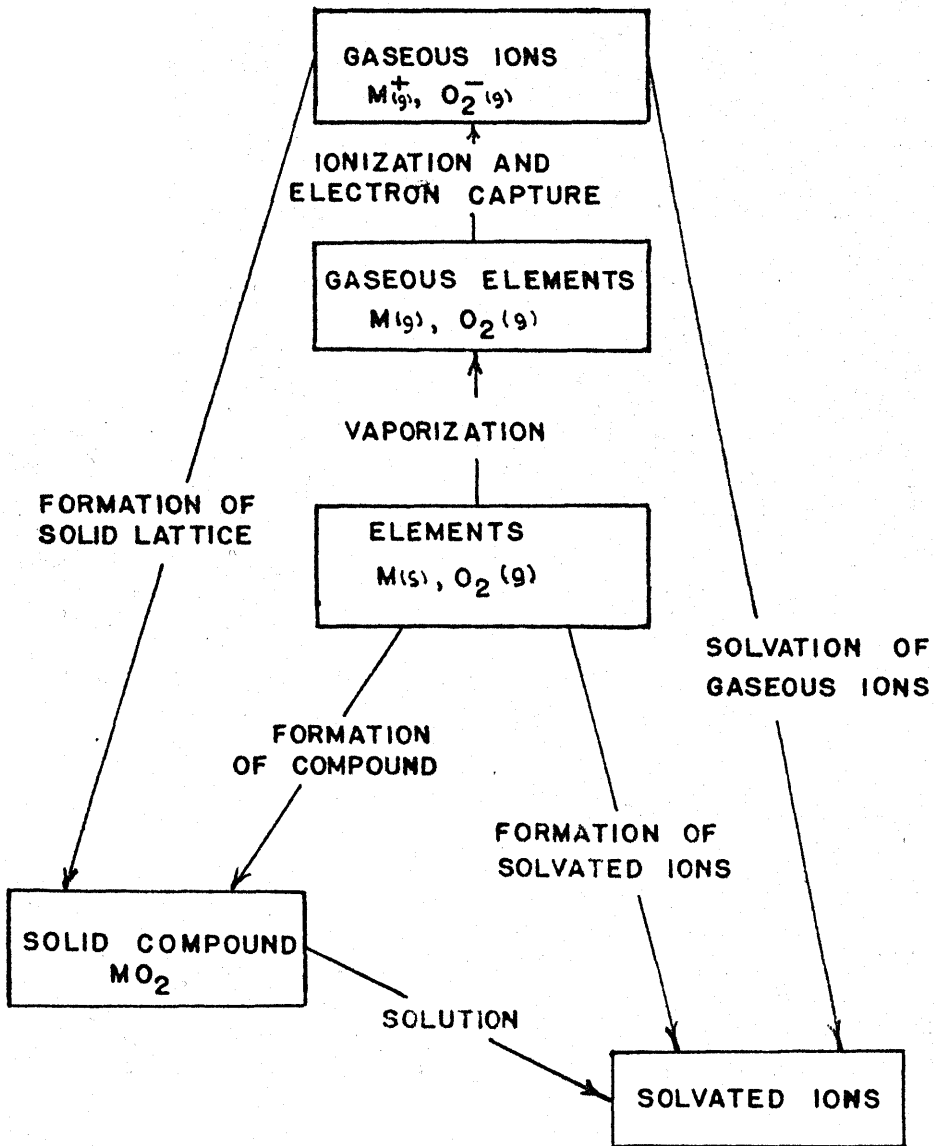 GASEOUS IONS
M⁺(g), O₂⁻(g)
IONIZATION AND
ELECTRON CAPTURE
GASEOUS ELEMENTS
M(g), O₂(g)
VAPORIZATION
FORMATION OF
SOLID LATTICE
ELEMENTS
M(s), O₂(g)
SOLVATION OF
GASEOUS IONS
FORMATION
OF COMPOUND
FORMATION OF
SOLVATED IONS
SOLID COMPOUND
MO₂
SOLUTION
SOLVATED IONS